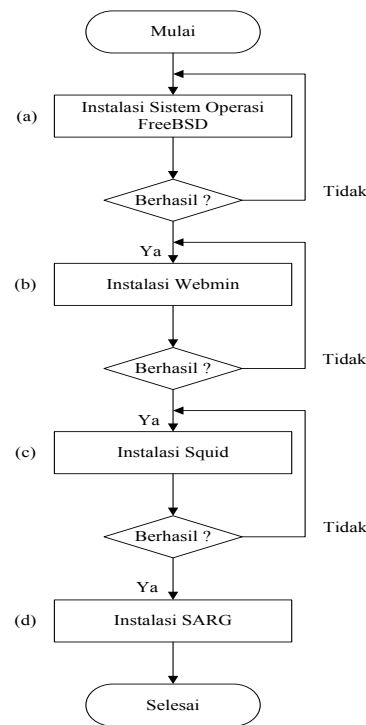 Mulai
(a)
Instalasi Sistem Operasi
FreeBSD
Berhasil ?
Tidak
Ya
(b)
Instalasi Webmin
Berhasil ?
Tidak
Ya
(c)
Instalasi Squid
Berhasil ?
Tidak
Ya
(d)
Instalasi SARG
Selesai